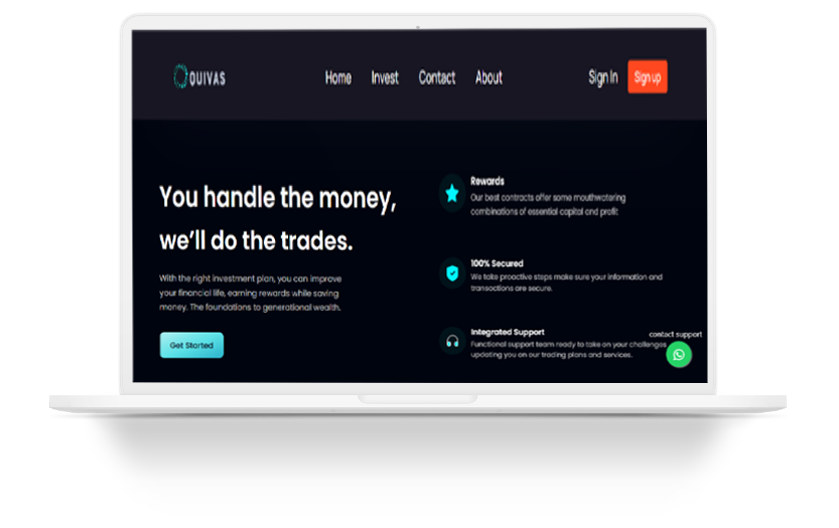 QUIVAS
Home Invest Contact About
Sign In Sign up
You handle the money,
we'll do the trades.
With the right investment plan, you can improve
your financial life, earning rewards while saving
money. The foundations to generational wealth.
Get Started
Rewards
Our best contracts offer some mouthwatering
combinations of essential capital and profit
100% Secured
We take proactive steps make sure your information and
transactions are secure.
Integrated Support
Functional support team ready to take on your challenges
updating you on our trading plans and services.
contact support